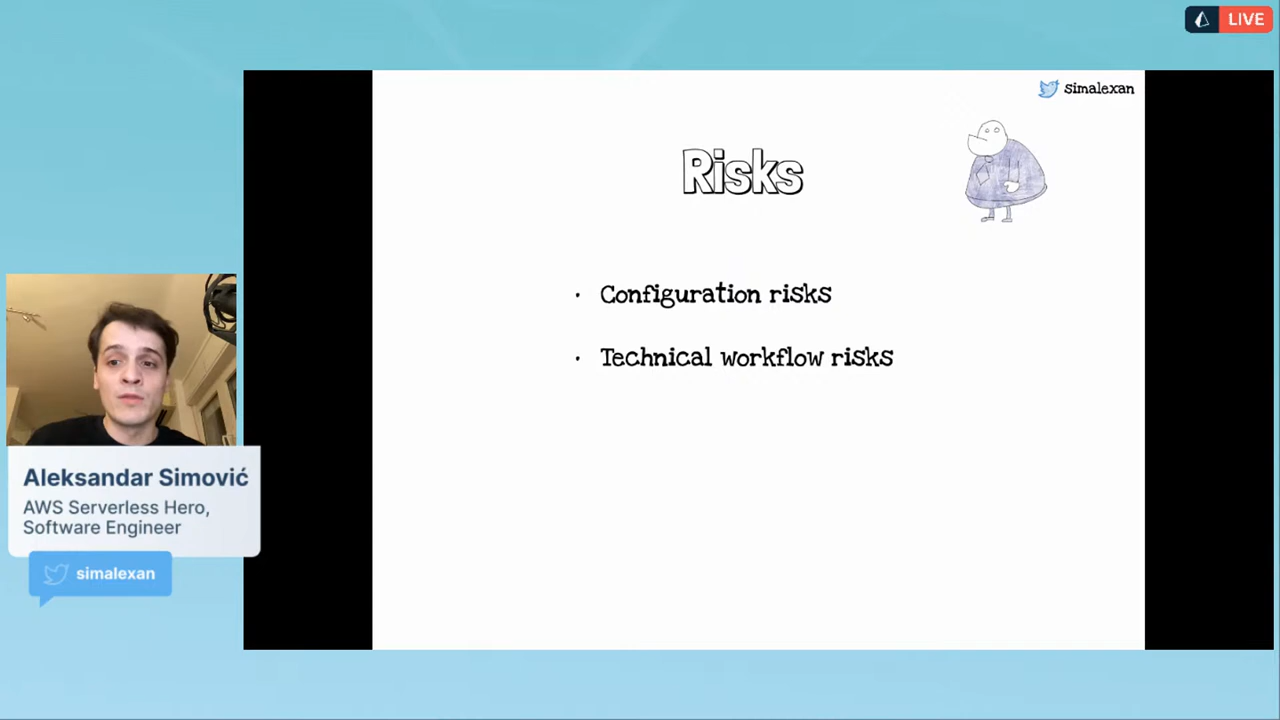 LIVE
simalexan
Risks
· Configuration risks
· Technical workflow risks
Aleksandar Simović
AWS Serverless Hero,
Software Engineer
simalexan